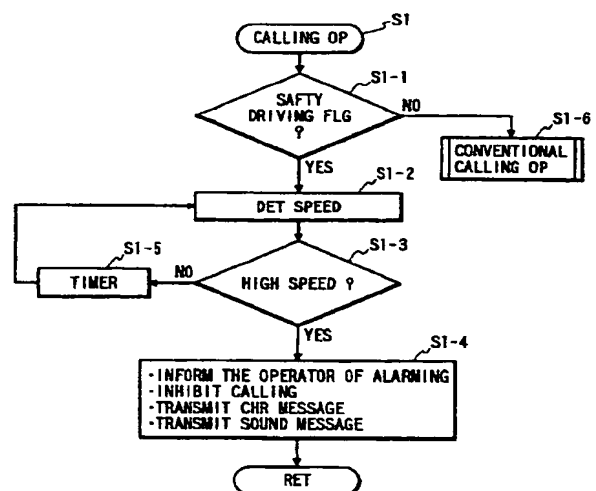 CALLING OP
S1
S1-1
SAFTY
DRIVING FLG
?
NO
S1-6
CONVENTIONAL
CALLING OP
YES
S1-2
DET SPEED
S1-3
S1-5
TIMER
NO
HIGH SPEED ?
YES
S1-4
·INFORM THE OPERATOR OF ALARMING
·INHIBIT CALLING
·TRANSMIT CHR MESSAGE
·TRANSMIT SOUND MESSAGE
RET